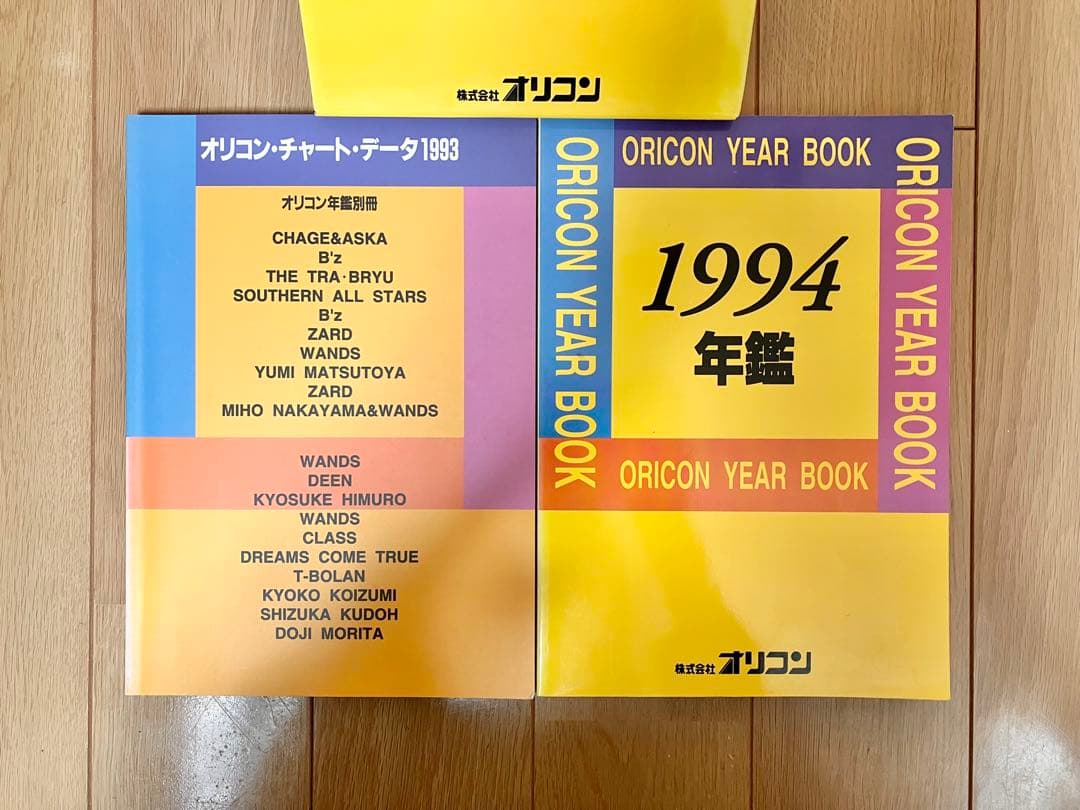 株式会社オリコン
オリコン・チャート・データ1993
オリコン年鑑別冊
CHAGE&ASKA
B'z
THE TRA・BRYU
SOUTHERN ALL STARS
B'z
ZARD
WANDS
YUMI MATSUTOYA
ZARD
MIHO NAKAYAMA&WANDS
WANDS
DEEN
KYOSUKE HIMURO
WANDS
CLASS
DREAMS COME TRUE
T-BOLAN
KYOKO KOIZUMI
SHIZUKA KUDOH
DOJI MORITA
ORICON YEAR BOOK
ORICON YEAR BOOK
ORICON YEAR BOOK
1994
年鑑
ORICON YEAR BOOK
株式会社オリコン